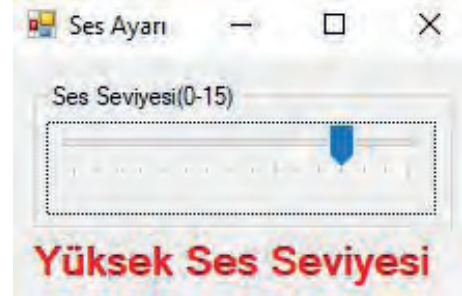 Ses Ayarı
Ses Seviyesi(0-15)
Yüksek Ses Seviyesi